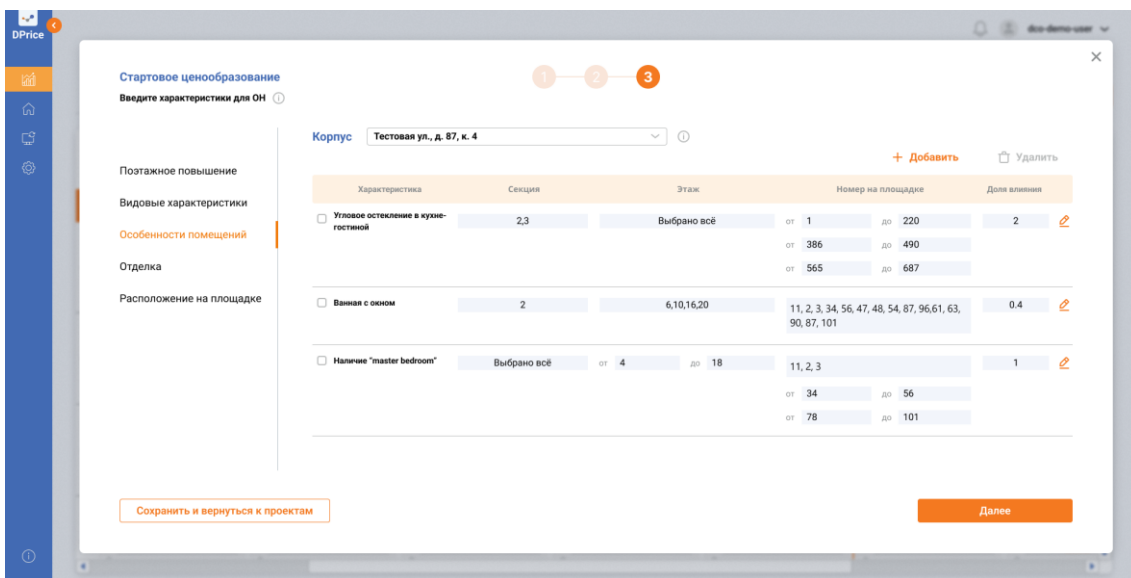 DPrice
dco-demo-user
Стартовое ценообразование
1 2 3
Введите характеристики для ОН
Корпус Тестовая ул., д. 87, к. 4
+ Добавить Удалить
Поэтажное повышение
Видовые характеристики
Особенности помещений
Отделка
Расположение на площадке
Характеристика Секция Этаж Номер на площадке Доля влияния
Угловое остекление в кухне-
гостиной
2,3 Выбрано всё от 1 до 220 2
от 386 до 490
от 565 до 687
Ванная с окном 2 6,10,16,20 11, 2, 3, 34, 56, 47, 48, 54, 87, 96,61, 63, 0.4
90, 87, 101
Наличие "master bedroom" Выбрано всё от 4 до 18 11, 2, 3 1
от 34 до 56
от 78 до 101
Сохранить и вернуться к проектам
Далее